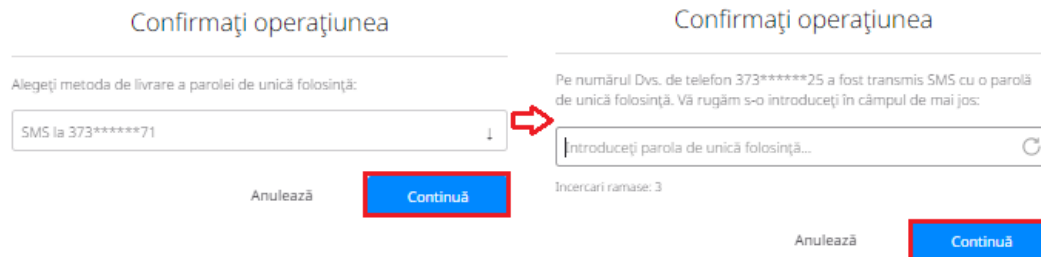 Confirmaţi operaţiunea
Alegeţi metoda de livrare a parolei de unică folosinţă:
SMS la 373******71
Anulează
Continuă
Confirmaţi operaţiunea
Pe numărul Dvs. de telefon 373******25 a fost transmis SMS cu o parolă
de unică folosinţă. Vă rugăm s-o introduceţi în câmpul de mai jos:
Introduceţi parola de unică folosinţă...
Incercari ramase: 3
Anulează
Continuă